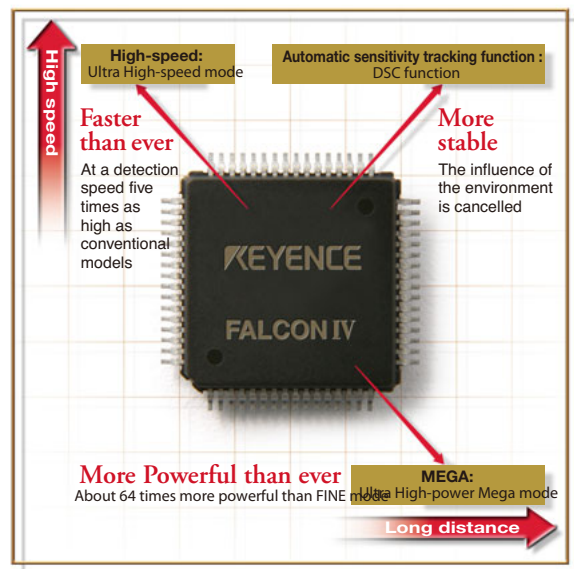 High speed
High-speed:
Ultra High-speed mode
Automatic sensitivity tracking function :
DSC function
Faster
than ever
At a detection
speed five
times as
high as
conventional
models
More
stable
The influence of
the environment
is cancelled
KEYENCE
FALCON IV
More Powerful than ever
About 64 times more powerful than FINE mode
MEGA:
Ultra High-power Mega mode
Long distance